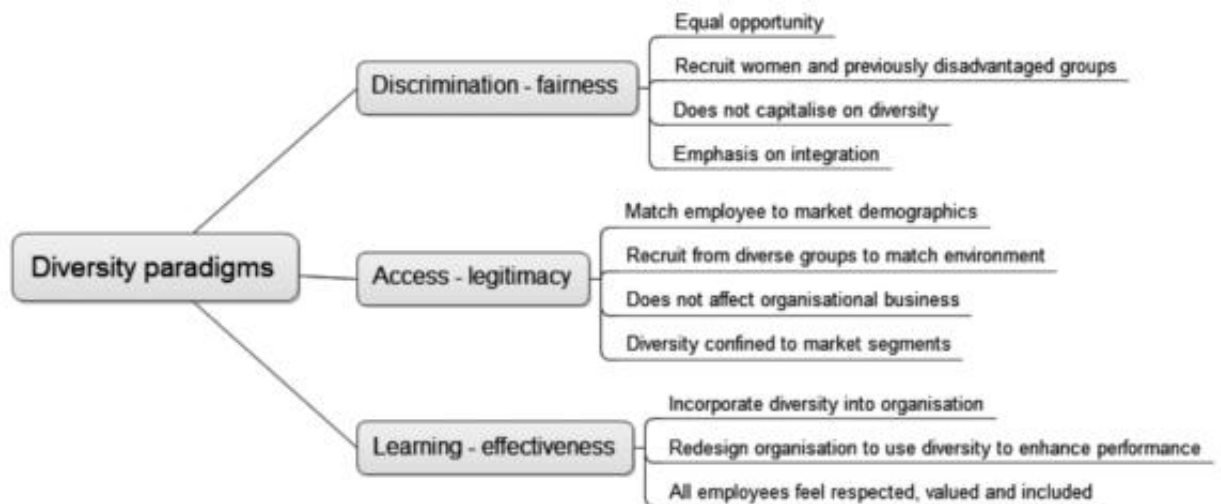 Diversity paradigms
Discrimination - fairness
Equal opportunity
Recruit women and previously disadvantaged groups
Does not capitalise on diversity
Emphasis on integration
Access - legitimacy
Match employee to market demographics
Recruit from diverse groups to match environment
Does not affect organisational business
Diversity confined to market segments
Learning - effectiveness
Incorporate diversity into organisation
Redesign organisation to use diversity to enhance performance
All employees feel respected, valued and included